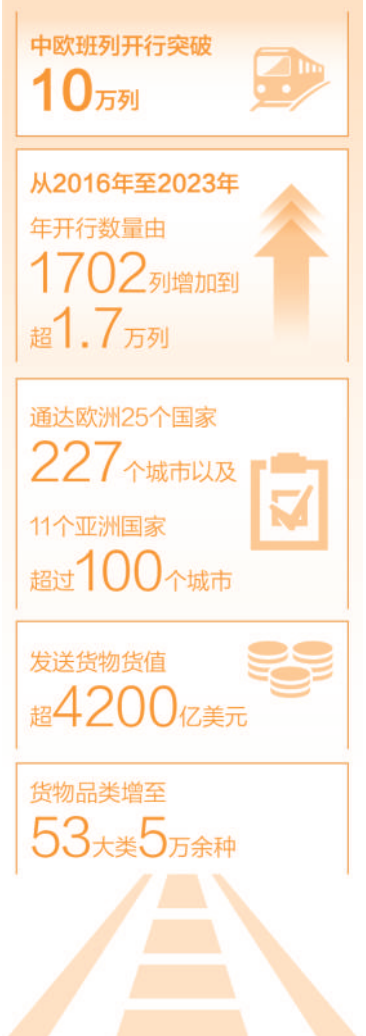 中欧班列开行突破
10万列
从2016年至2023年
年开行数量由
1702列增加到
超1.7万列
通达欧洲25个国家
227个城市以及
11个亚洲国家
超过100个城市
发送货物货值
超4200亿美元
货物品类增至
53大类5万余种